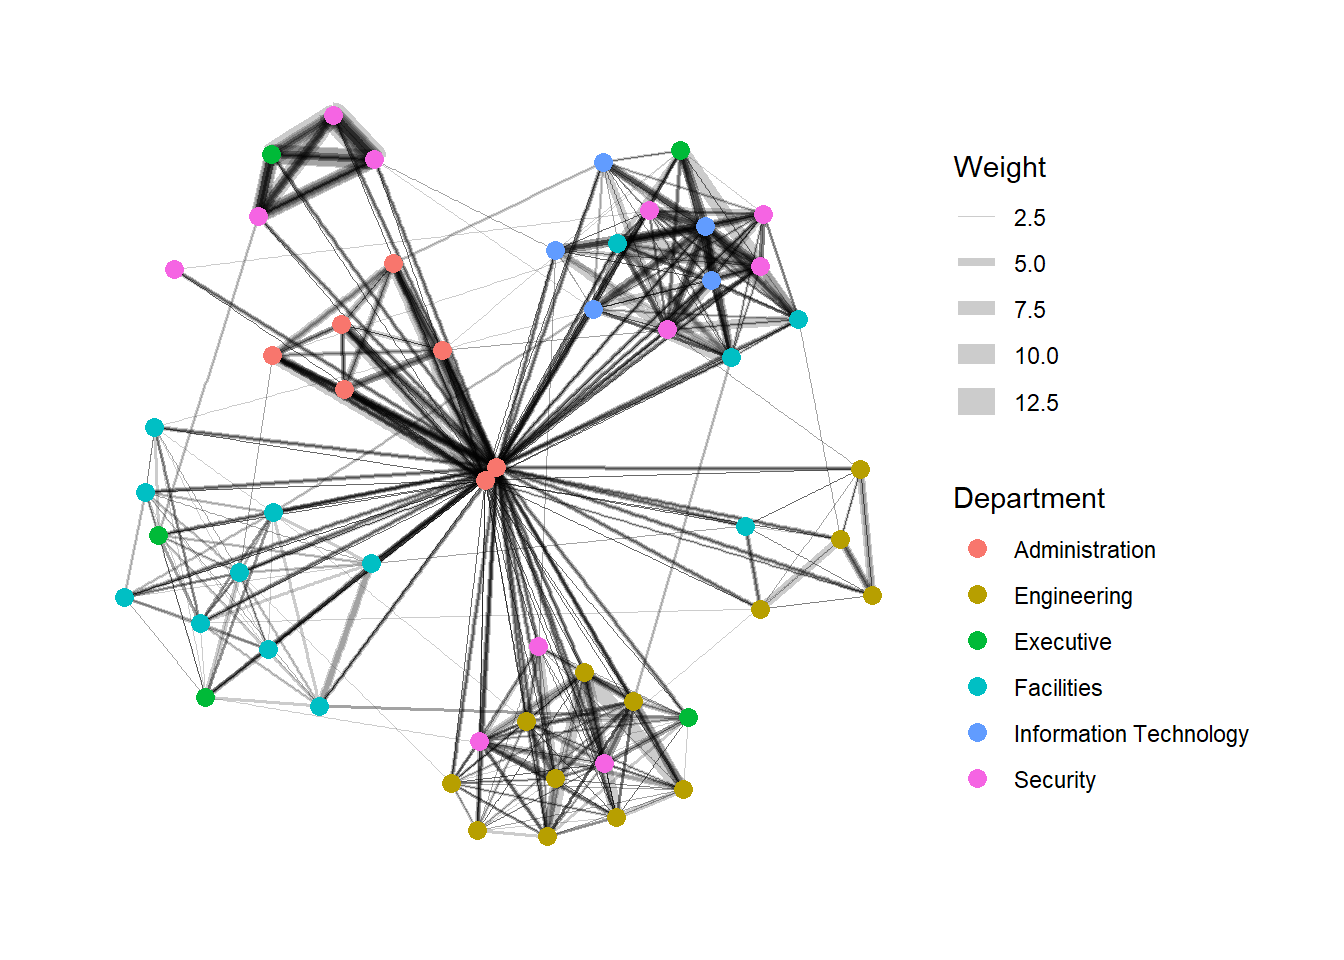 Weight
2.5
5.0
7.5
10.0
12.5
Department
Administration
Engineering
Executive
Facilities
Information Technology
Security